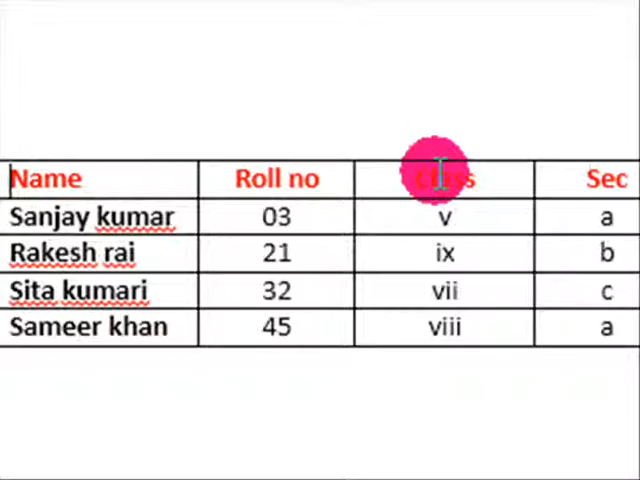 Name Roll no Class Sec
Sanjay kumar 03 v a
Rakesh rai 21 ix b
Sita kumari 32 vii c
Sameer khan 45 viii a